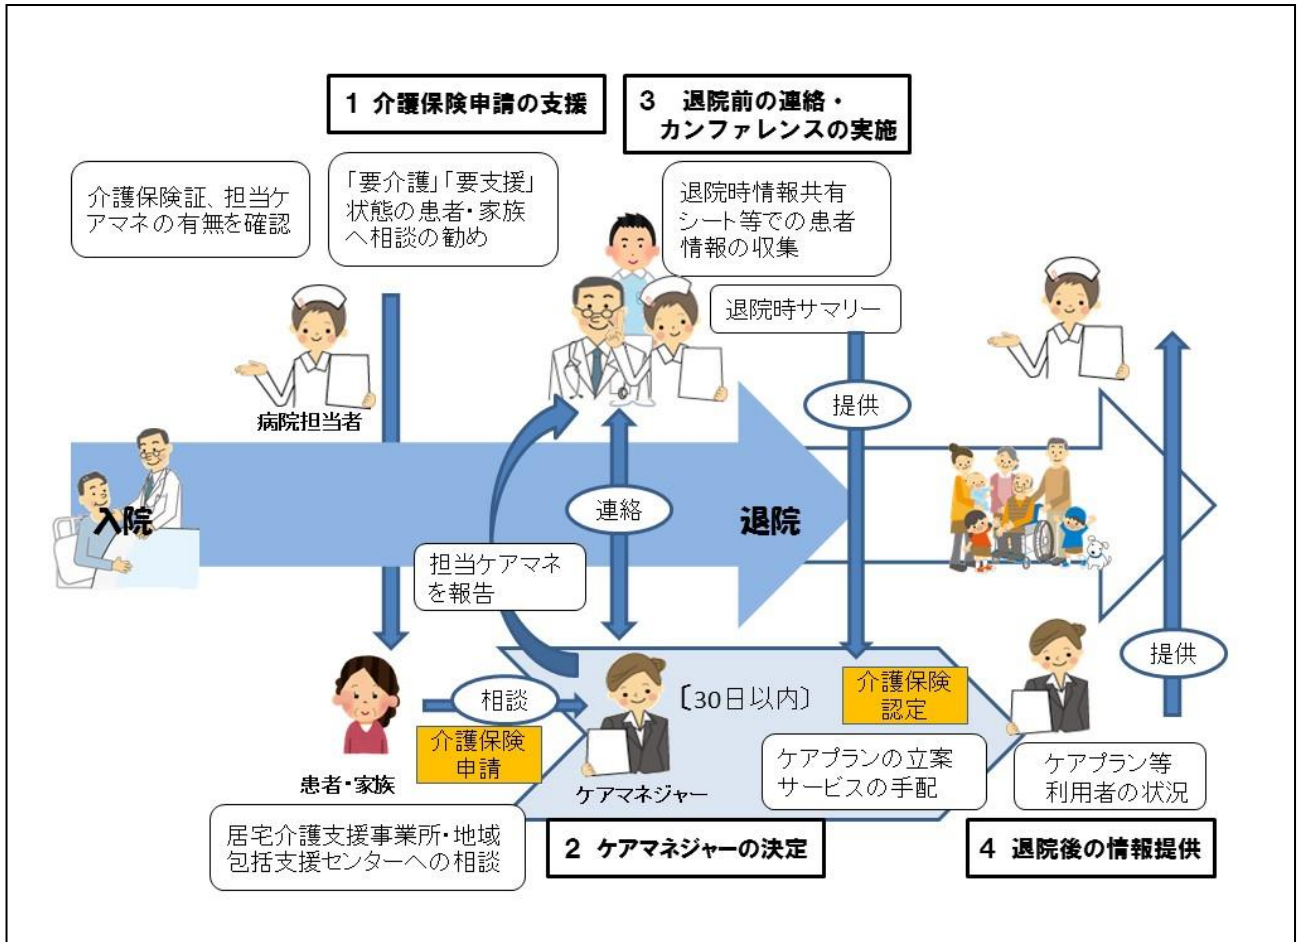 1 介護保険申請の支援
3 退院前の連絡・
カンファレンスの実施
介護保険証、担当ケ
アマネの有無を確認
「要介護」「要支援」
状態の患者・家族
へ相談の勧め
退院時情報共有
シート等での患者
情報の収集
退院時サマリー
病院担当者
提供
入院
連絡
退院
担当ケアマネ
を報告
提供
相談
〔30日以内〕
介護保険
認定
介護保険
申請
患者・家族
ケアマネジャー
ケアプランの立案
サービスの手配
ケアプラン等
利用者の状況
居宅介護支援事業所・地域
包括支援センターへの相談
2 ケアマネジャーの決定
4 退院後の情報提供